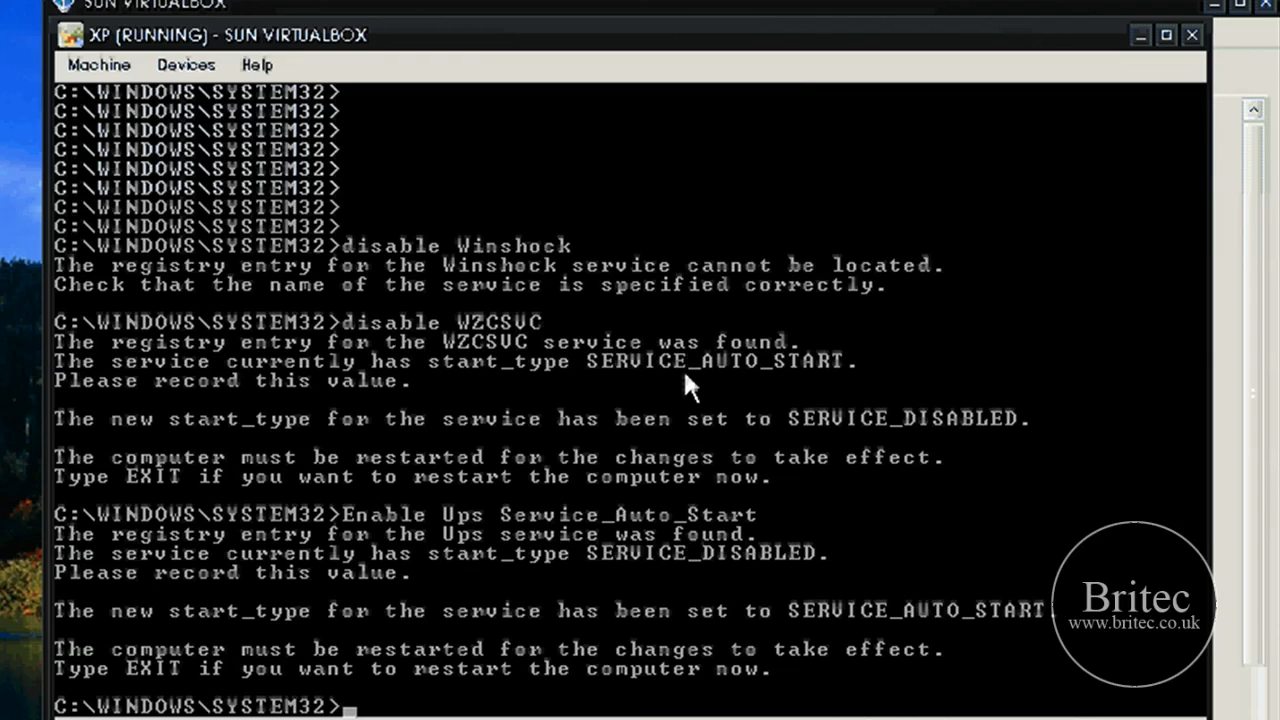 SUN VIRTUALBOX
XP (RUNNING) - SUN VIRTUALBOX
Machine Devices Help
C:\WINDOWS\SYSTEM32>
C:\WINDOWS\SYSTEM32>
C:\WINDOWS\SYSTEM32>
C:\WINDOWS\SYSTEM32>
C:\WINDOWS\SYSTEM32>
C:\WINDOWS\SYSTEM32>
C:\WINDOWS\SYSTEM32>
C:\WINDOWS\SYSTEM32>
C:\WINDOWS\SYSTEM32>disable Winshock
The registry entry for the Winshock service cannot be located.
Check that the name of the service is specified correctly.
C:\WINDOWS\SYSTEM32>disable WZCSVC
The registry entry for the WZCSVC service was found.
The service currently has start_type SERVICE_AUTO_START.
Please record this value.
The new start_type for the service has been set to SERVICE_DISABLED.
The computer must be restarted for the changes to take effect.
Type EXIT if you want to restart the computer now.
C:\WINDOWS\SYSTEM32>Enable Ups Service_Auto_Start
The registry entry for the Ups service was found.
The service currently has start_type SERVICE_DISABLED.
Please record this value.
The new start_type for the service has been set to SERVICE_AUTO_START.
The computer must be restarted for the changes to take effect.
Type EXIT if you want to restart the computer now.
C:\WINDOWS\SYSTEM32>
Britec
www.britec.co.uk